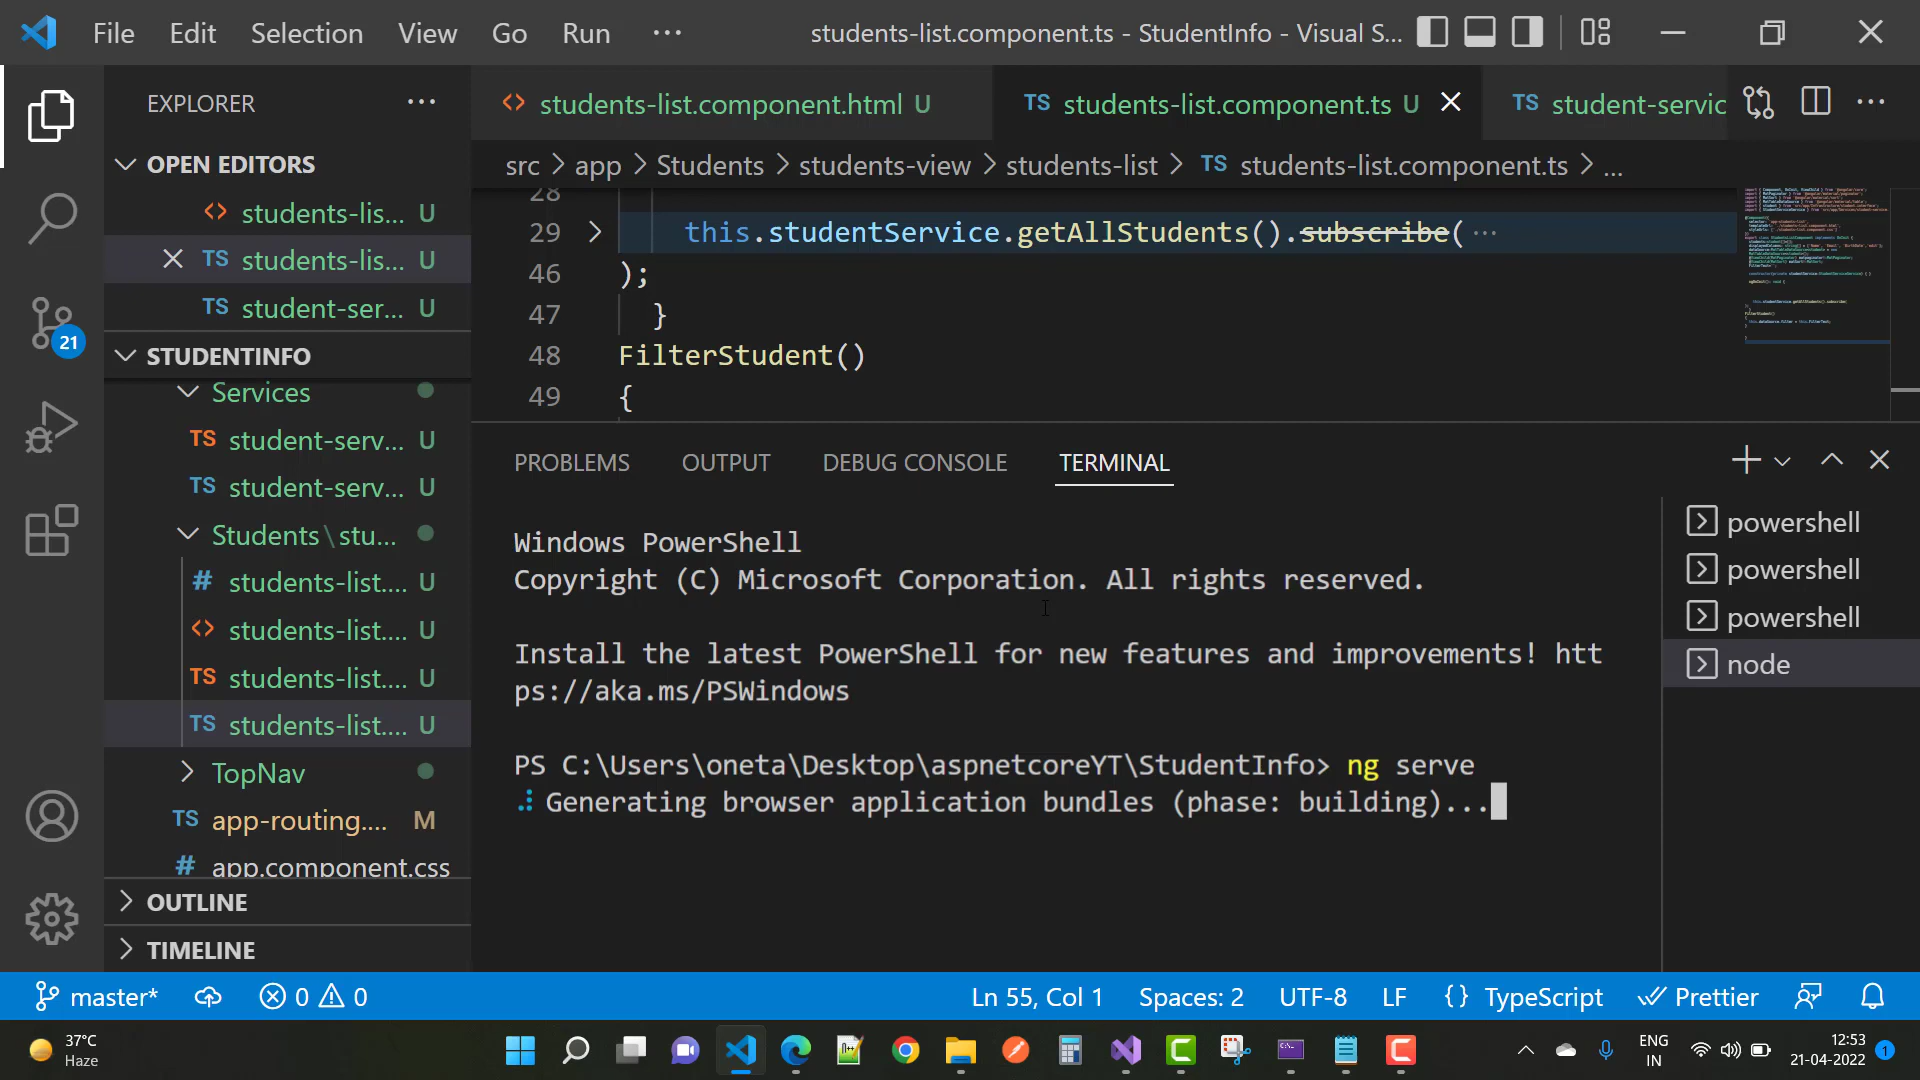 File Edit Selection View Go Run ... students-list.component.ts - StudentInfo - Visual S...
EXPLORER ...
OPEN EDITORS
students-lis... U
students-lis... U
TS
student-ser... U
TS
21
STUDENTINFO
Services
TS student-serv... U
TS student-serv... U
Students\stu...
# students-list.... U
students-list.... U
TS students-list.... U
TS students-list.... U
TopNav
TS app-routing.... M
# app.component.css
OUTLINE
TIMELINE
students-list.component.html U
TS students-list.component.ts U
TS student-servic
src > app > Students > students-view > students-list > TS students-list.component.ts > ...
28
29 this.studentService.getAllStudents().subscribe( ...
46 );
47 }
48 FilterStudent()
49 {
PROBLEMS OUTPUT DEBUG CONSOLE TERMINAL
Windows PowerShell
Copyright (C) Microsoft Corporation. All rights reserved.
Install the latest PowerShell for new features and improvements! htt
ps://aka.ms/PSWindows
PS C:\Users\oneta\Desktop\aspnetcoreYT\StudentInfo> ng serve
Generating browser application bundles (phase: building)...
powershell
powershell
powershell
node
master* 0 0 Ln 55, Col 1 Spaces: 2 UTF-8 LF {} TypeScript Prettier
37°C
Haze
ENG
IN
12:53
21-04-2022
1